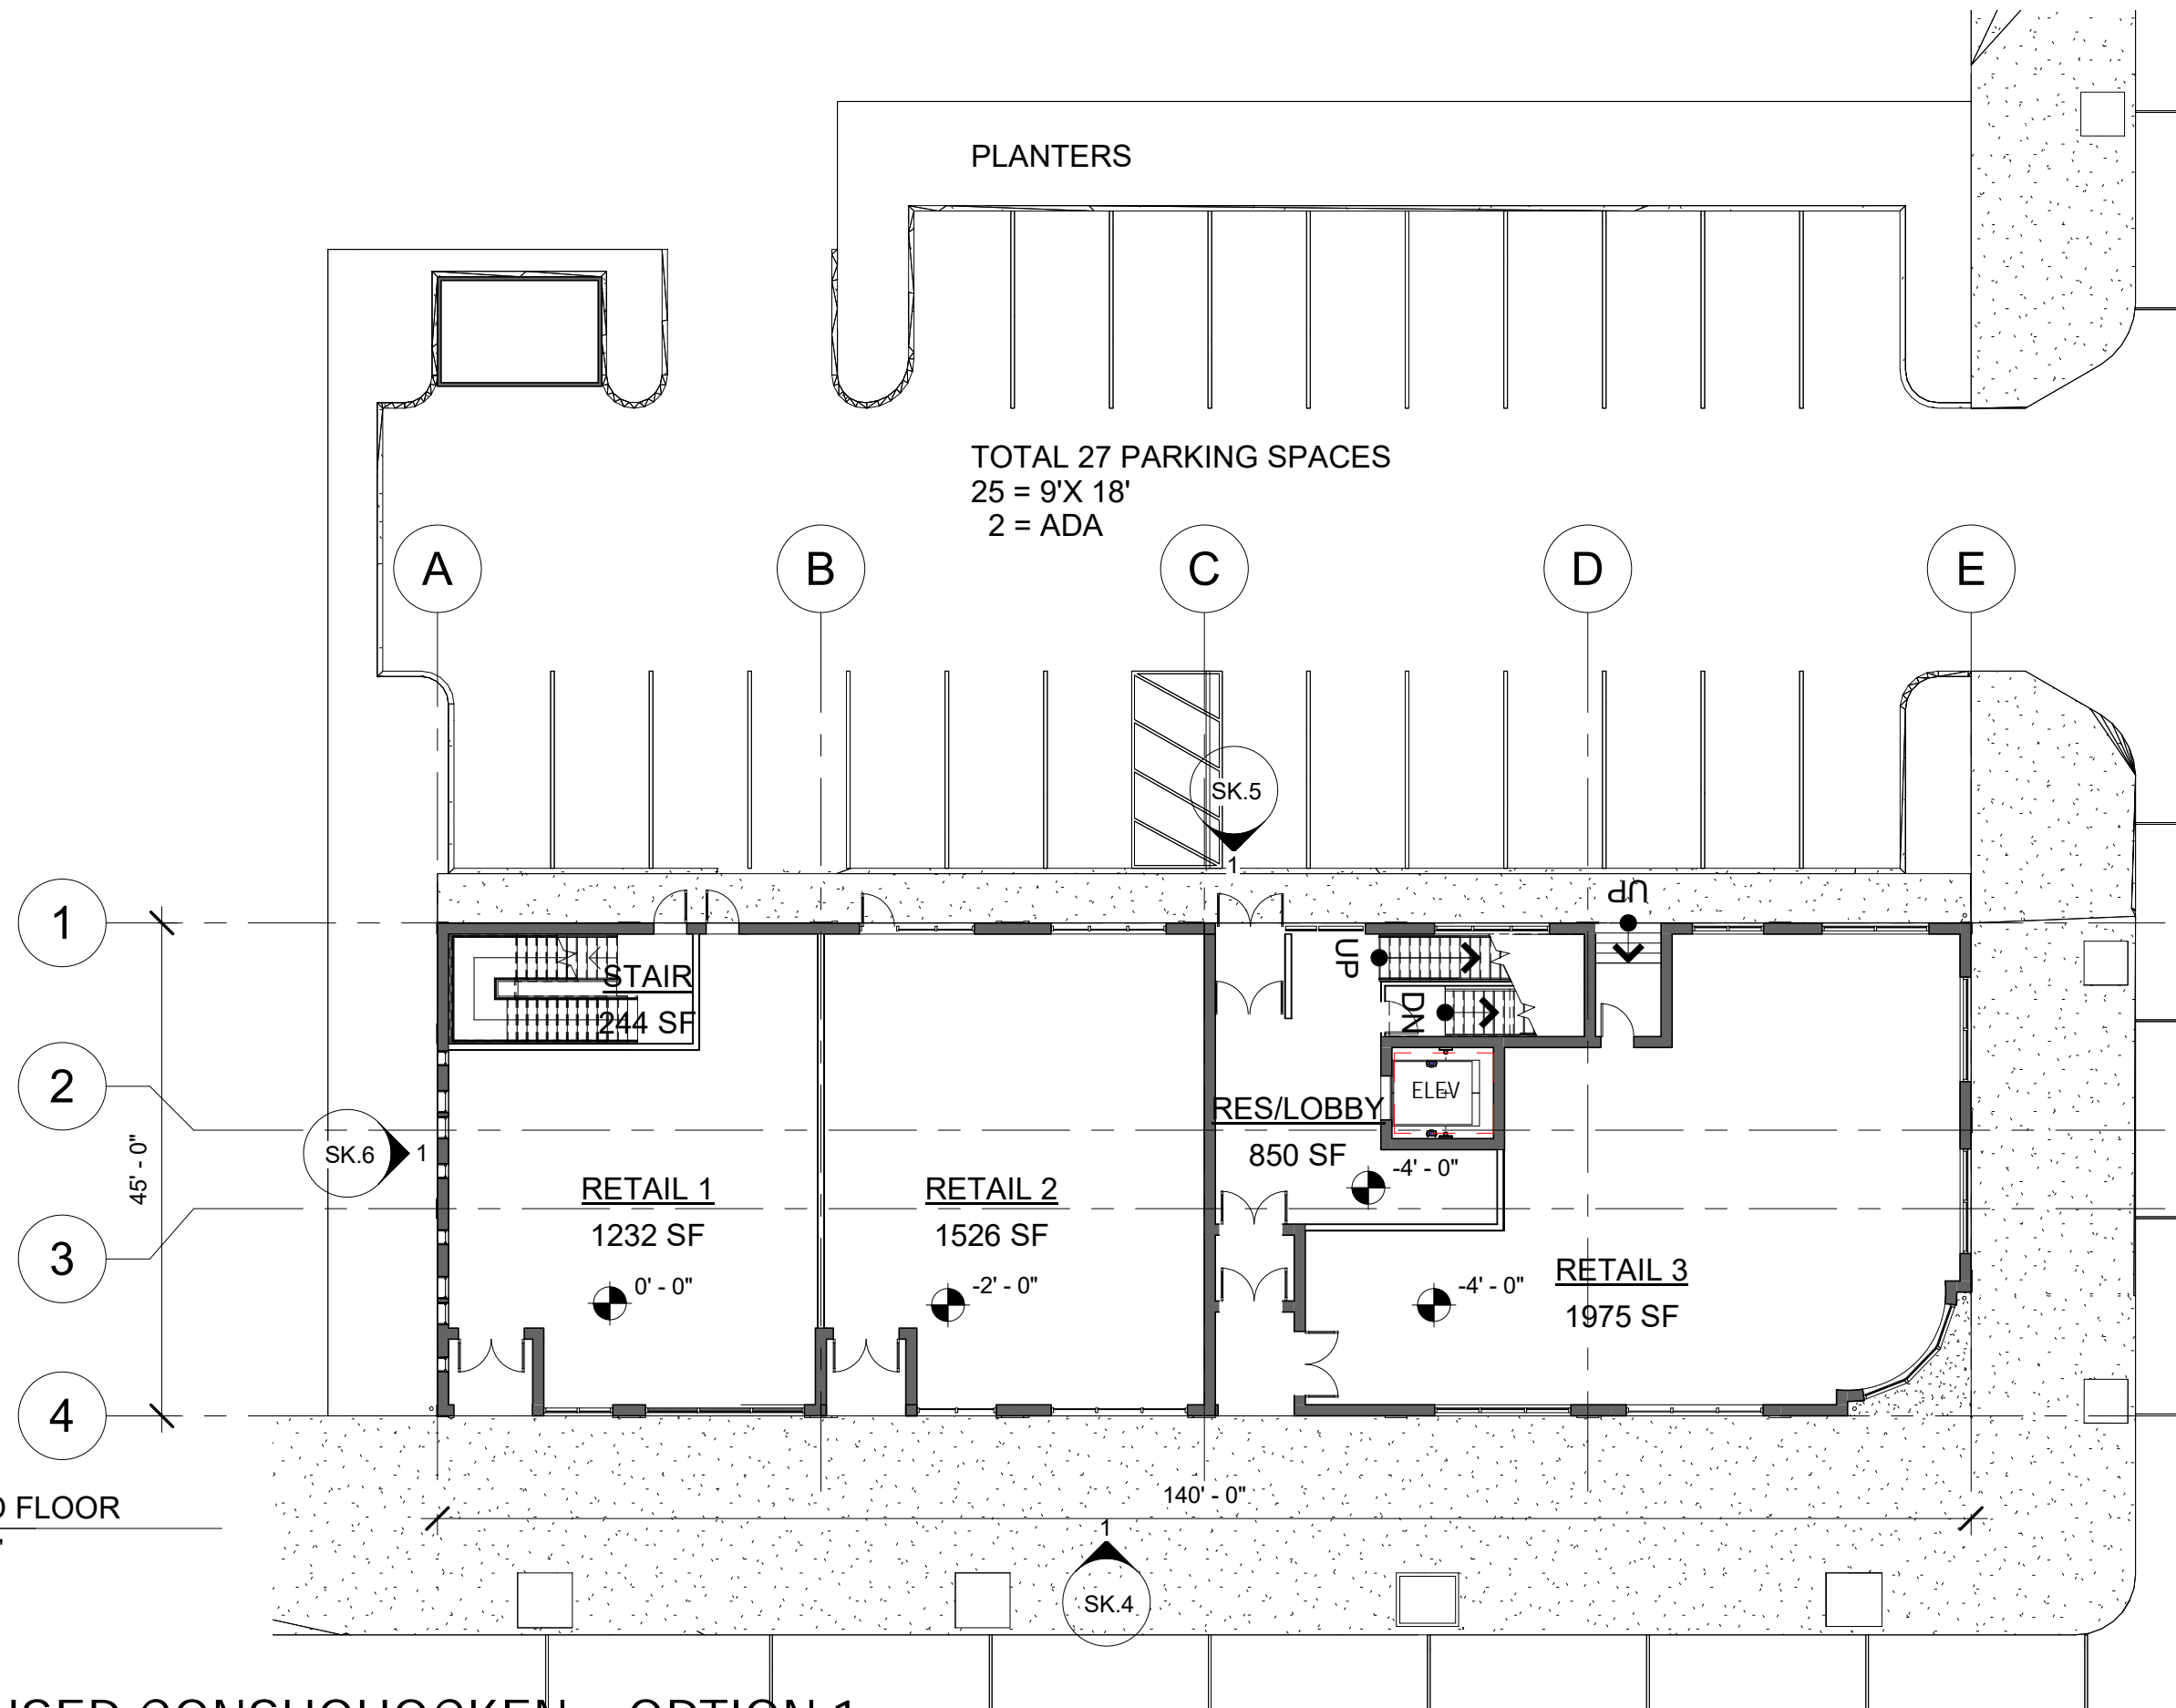 PLANTERS
TOTAL 27 PARKING SPACES
25 = 9'X 18'
2 = ADA
A
B
C
D
E
SK.5
1
UP
1
2
3
4
45' - 0"
SK.6
1
STAIR
244 SF
UP
DN
ELEV
RES/LOBBY
850 SF
-4' - 0"
RETAIL 1
1232 SF
0' - 0"
RETAIL 2
1526 SF
-2' - 0"
RETAIL 3
1975 SF
-4' - 0"
140' - 0"
1
SK.4
FLOOR
CONSHOHOCKEN - OPTION 1